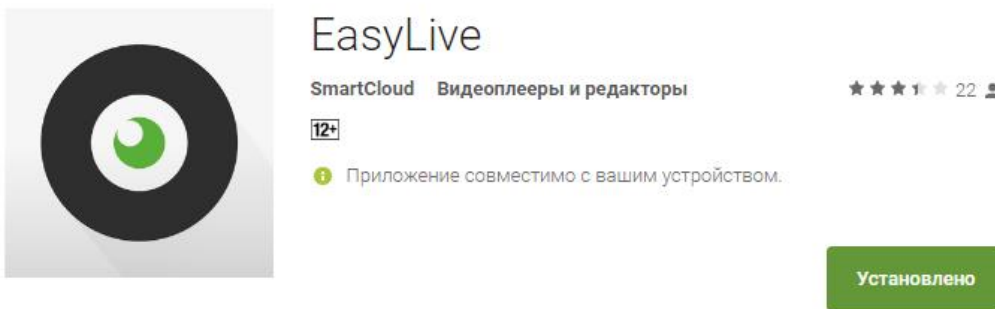 EasyLive
SmartCloud Видеоплееры и редакторы 22
12+
Приложение совместимо с вашим устройством.
Установлено